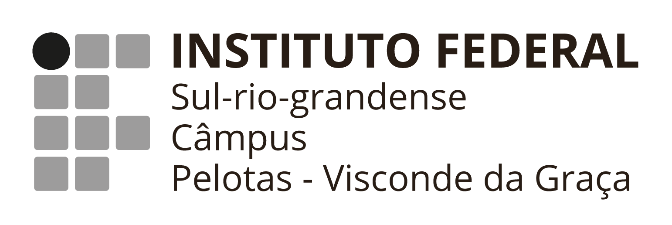 INSTITUTO FEDERAL
Sul-rio-grandense
Câmpus
Pelotas - Visconde da Graça